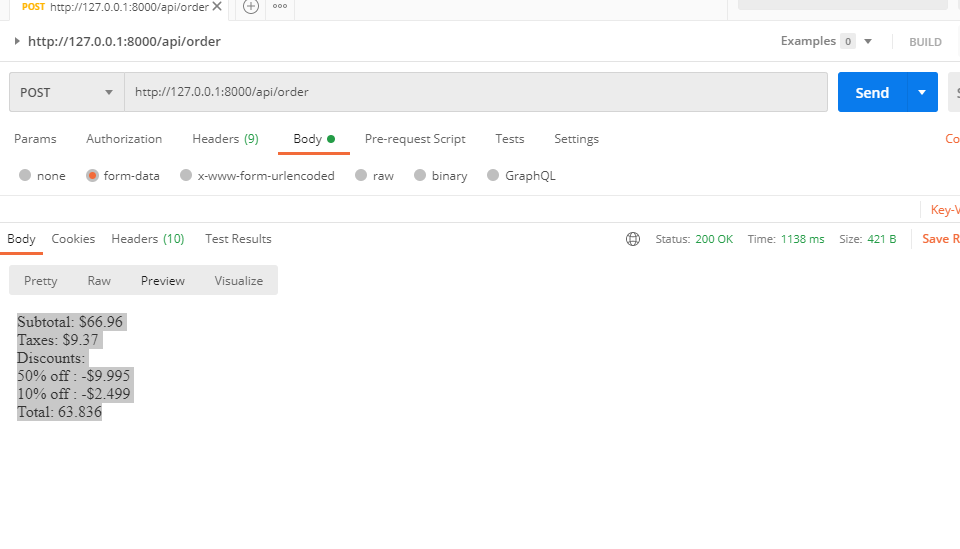 POST http://127.0.0.1:8000/api/order
http://127.0.0.1:8000/api/order
Examples 0 BUILD
POST http://127.0.0.1:8000/api/order Send S
Params Authorization Headers (9) Body Pre-request Script Tests Settings Co
none form-data x-www-form-urlencoded raw binary GraphQL
Key-V
Body Cookies Headers (10) Test Results Status: 200 OK Time: 1138 ms Size: 421 B Save R
Pretty Raw Preview Visualize
Subtotal: $66.96
Taxes: $9.37
Discounts:
50% off : -$9.995
10% off : -$2.499
Total: 63.836